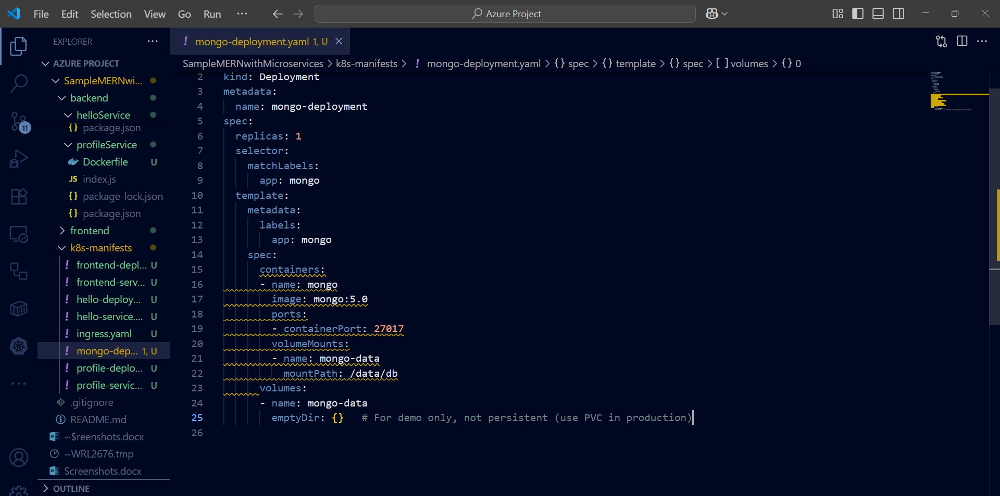 File Edit Selection View Go Run ··· Azure Project
EXPLORER ···
AZURE PROJECT
SampleMERNwi...
backend
helloService
{} package.json
profileService
Dockerfile U
JS index.js
{} package-lock.json
{} package.json
frontend
k8s-manifests
! frontend-depl... U
! frontend-serv... U
! hello-deploy... U
! hello-service.... U
! ingress.yaml U
! mongo-dep... 1, U
! profile-deplo... U
! profile-servic... U
.gitignore
README.md
~$reenshots.docx
~WRL2676.tmp
Screenshots.docx
OUTLINE
11
! mongo-deployment.yaml 1, U
SampleMERNwithMicroservices > k8s-manifests > ! mongo-deployment.yaml > {} spec > {} template > {} spec > [ ] volumes > {} 0
2 kind: Deployment
3 metadata:
4 name: mongo-deployment
5 spec:
6 replicas: 1
7 selector:
8 matchLabels:
9 app: mongo
10 template:
11 metadata:
12 labels:
13 app: mongo
14 spec:
15 containers:
16 - name: mongo
17 image: mongo:5.0
18 ports:
19 - containerPort: 27017
20 volumeMounts:
21 - name: mongo-data
22 mountPath: /data/db
23 volumes:
24 - name: mongo-data
25 emptyDir: {} # For demo only, not persistent (use PVC in production)
26